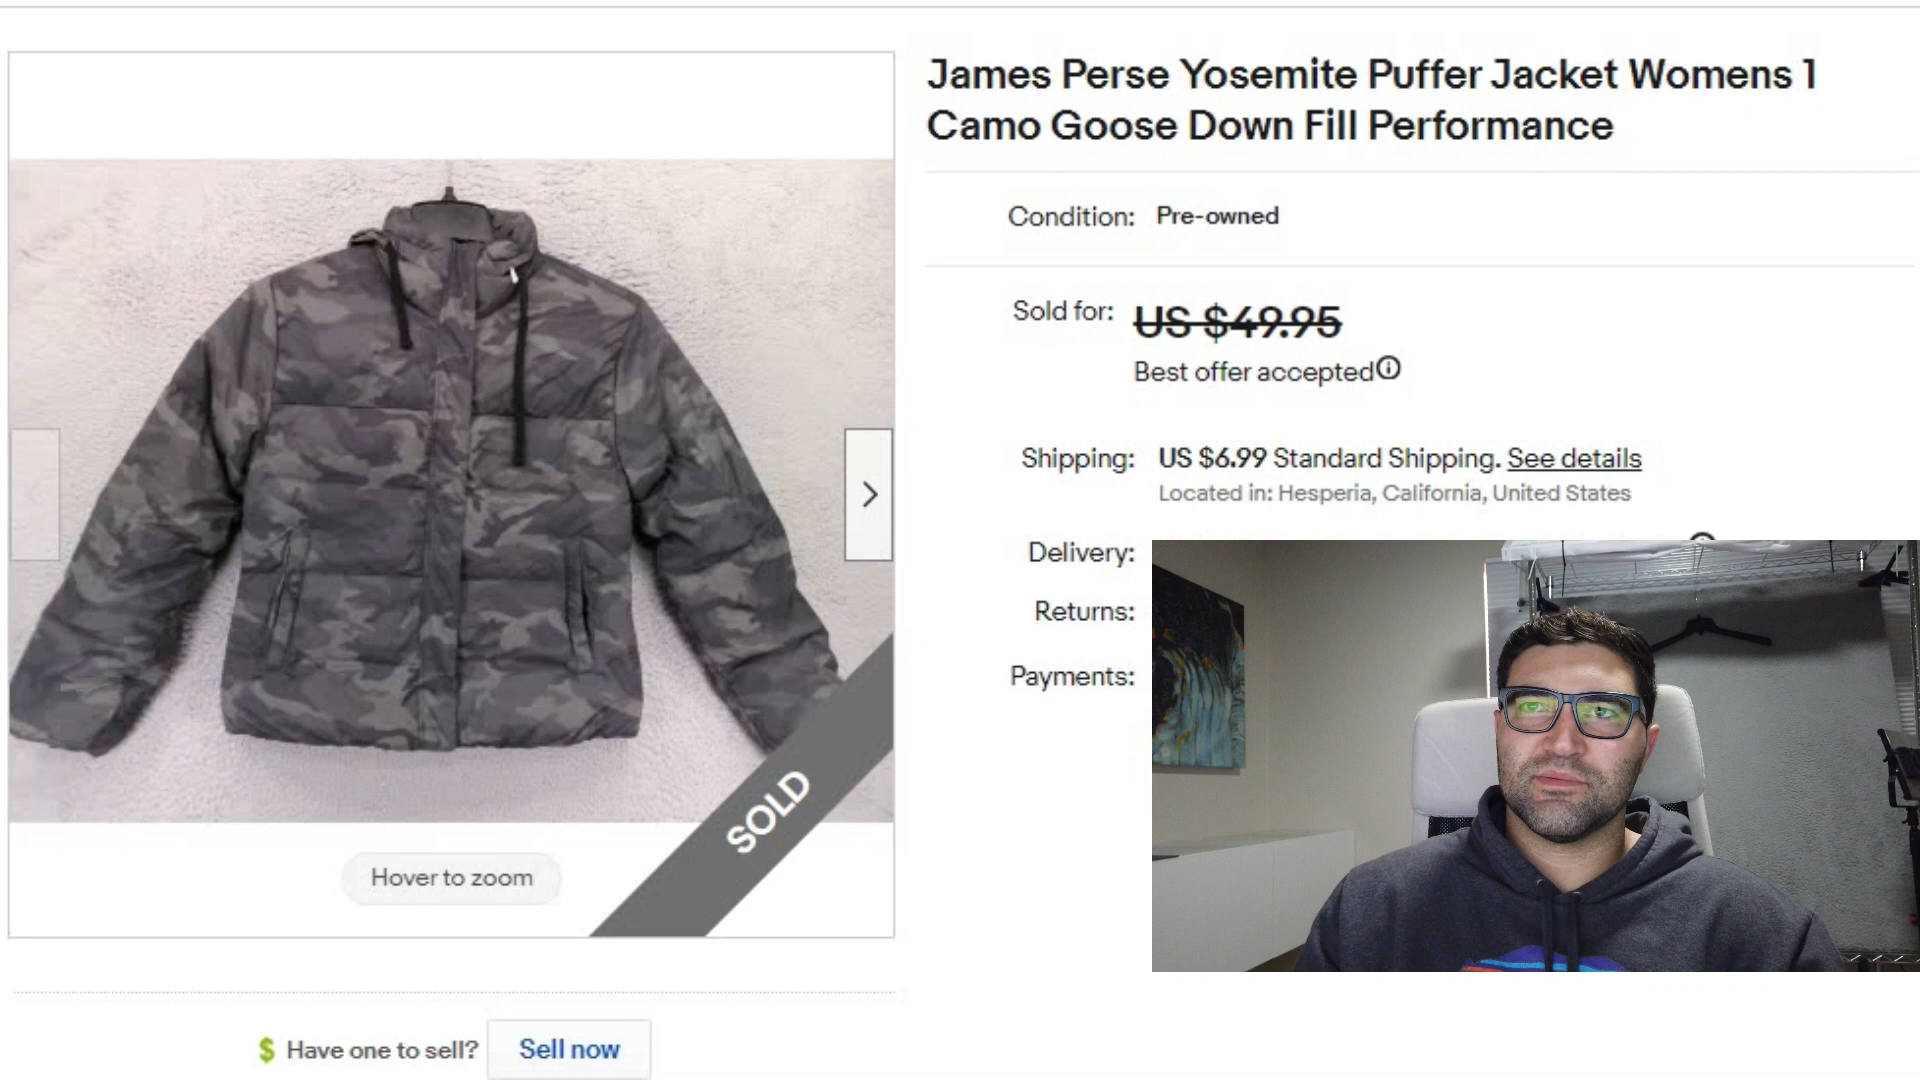 James Perse Yosemite Puffer Jacket Womens 1
Camo Goose Down Fill Performance
Condition: Pre-owned
Sold for: US $49.95
Best offer accepted
Shipping: US $6.99 Standard Shipping. See details
Located in: Hesperia, California, United States
Delivery:
Returns:
Payments:
SOLD
Hover to zoom
$ Have one to sell? Sell now